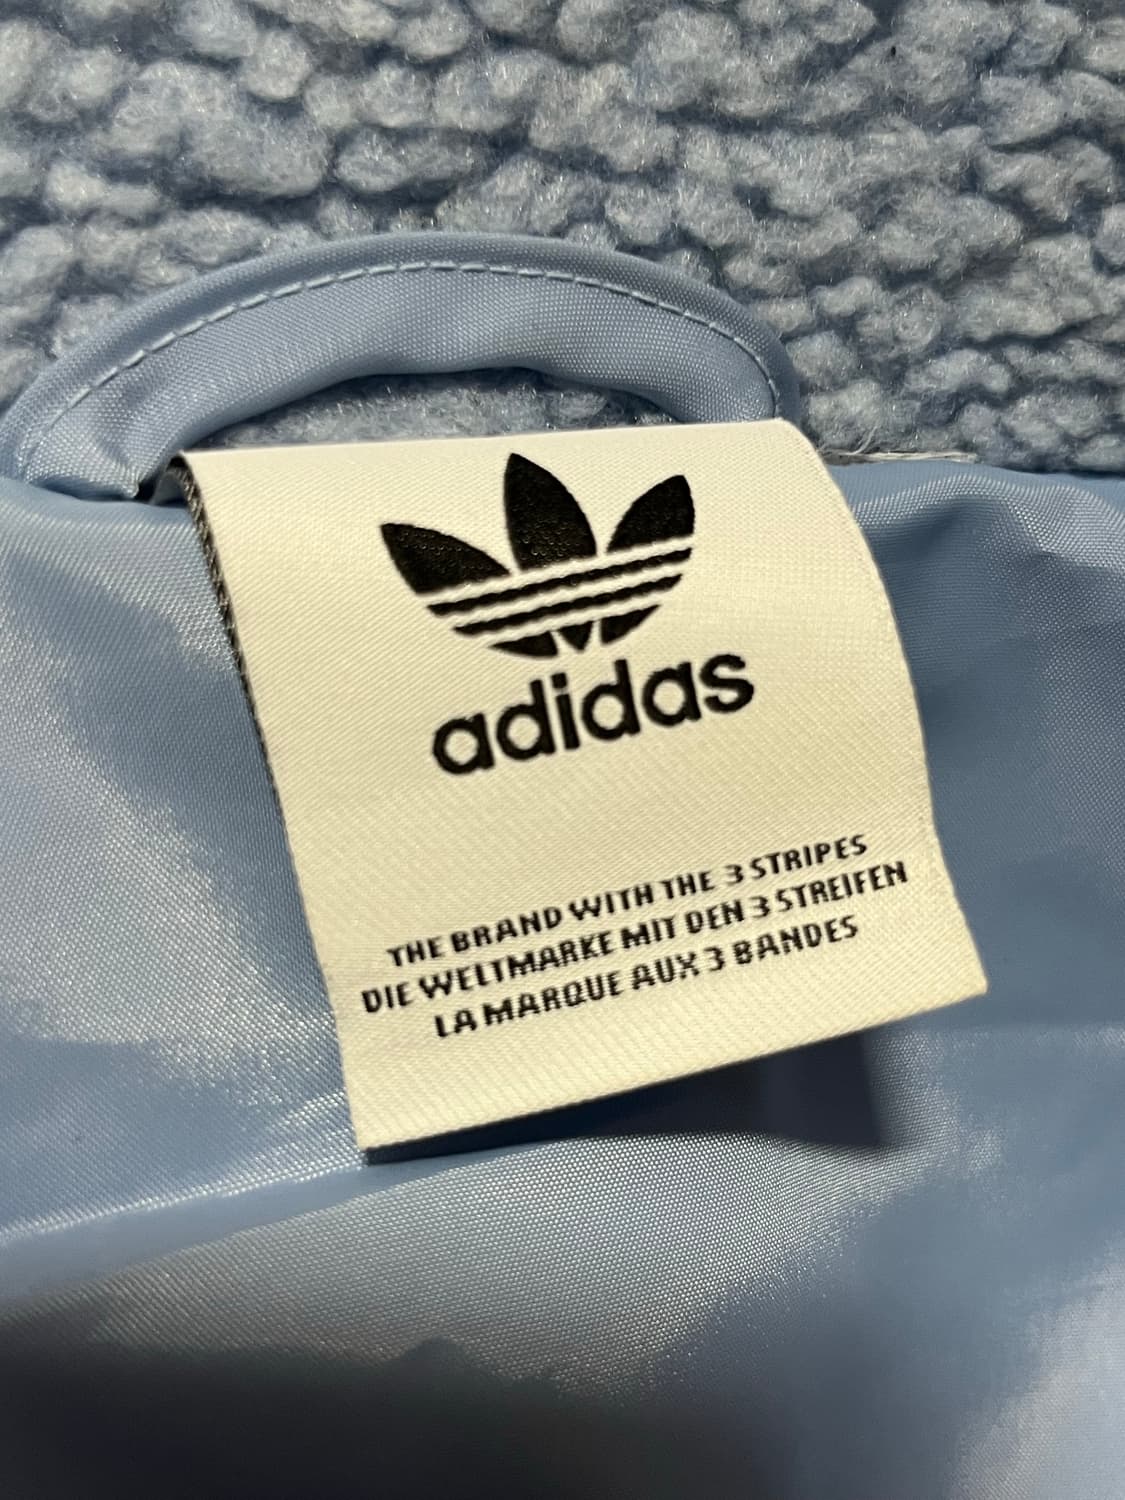 adidas
THE BRAND WITH THE 3 STRIPES
DIE WELTMARKE MIT DEN 3 STREIFEN
LA MARQUE AUX 3 BANDES